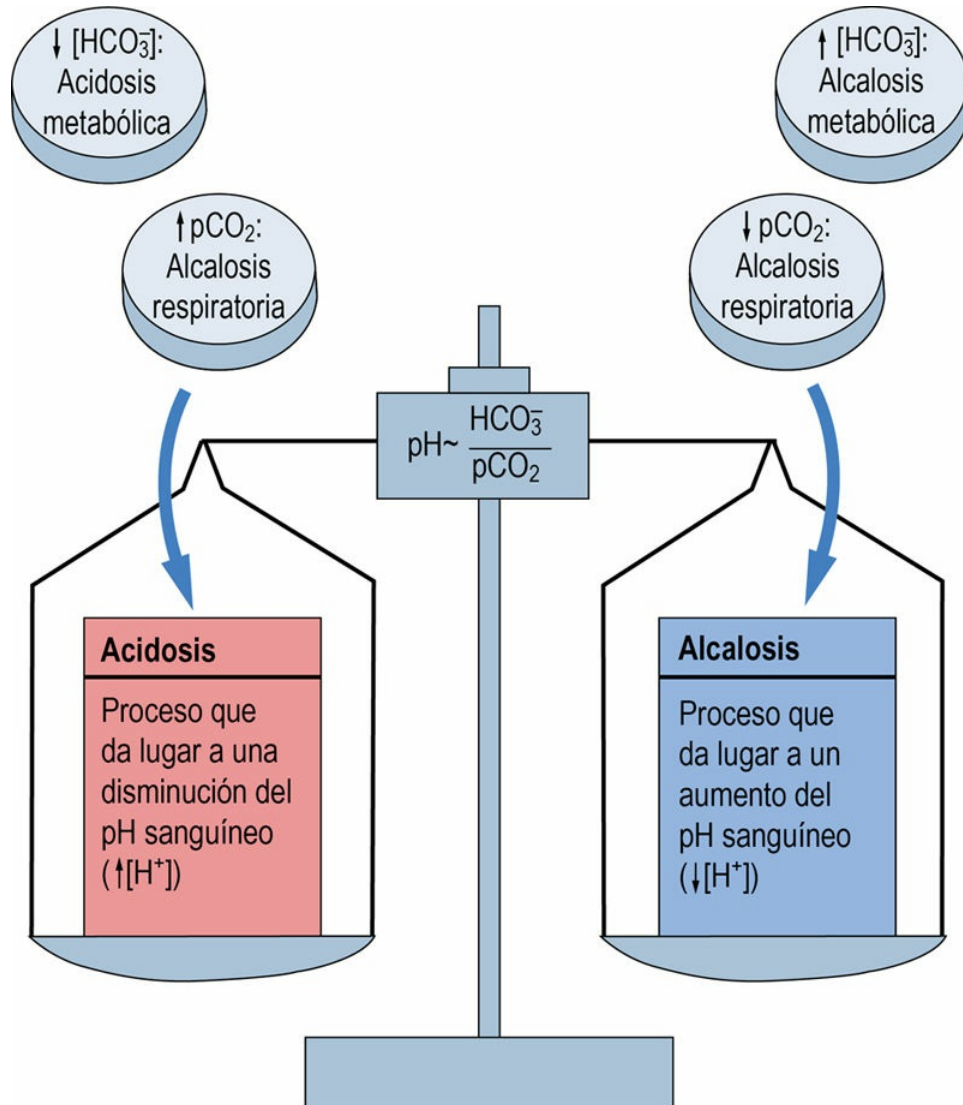 ↓ [HCO₃⁻]:
Acidosis
metabólica
↑ pCO₂:
Alcalosis
respiratoria
↑ [HCO₃⁻]:
Alcalosis
metabólica
↓ pCO₂:
Alcalosis
respiratoria
pH~ HCO₃⁻
pCO₂
Acidosis
Proceso que
da lugar a una
disminución del
pH sanguíneo
(↑[H⁺])
Alcalosis
Proceso que
da lugar a un
aumento del
pH sanguíneo
(↓[H⁺])